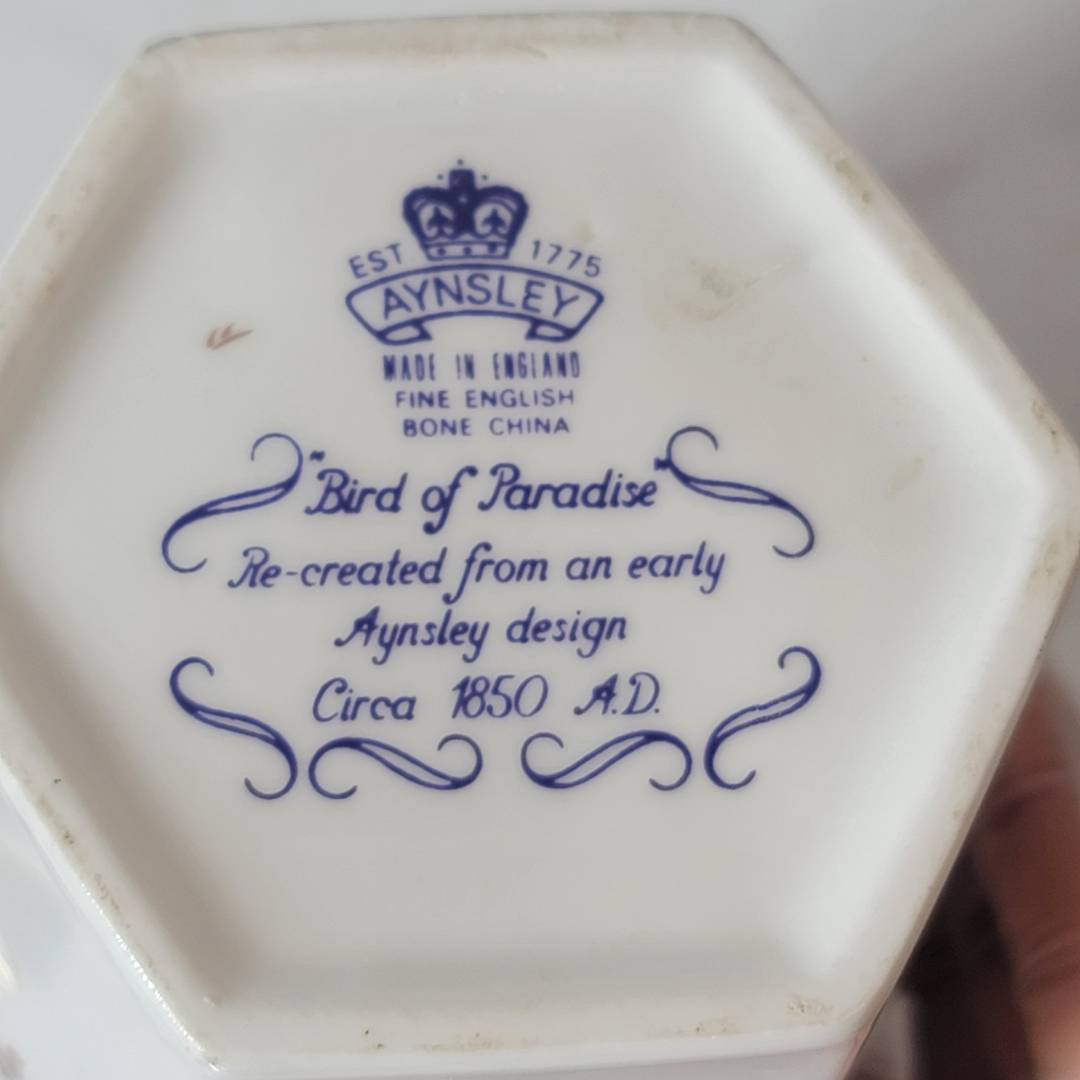 EST 1775
AYNSLEY
MADE IN ENGLAND
FINE ENGLISH
BONE CHINA
"Bird of Paradise"
Re-created from an early
Aynsley design
Circa 1850 A.D.